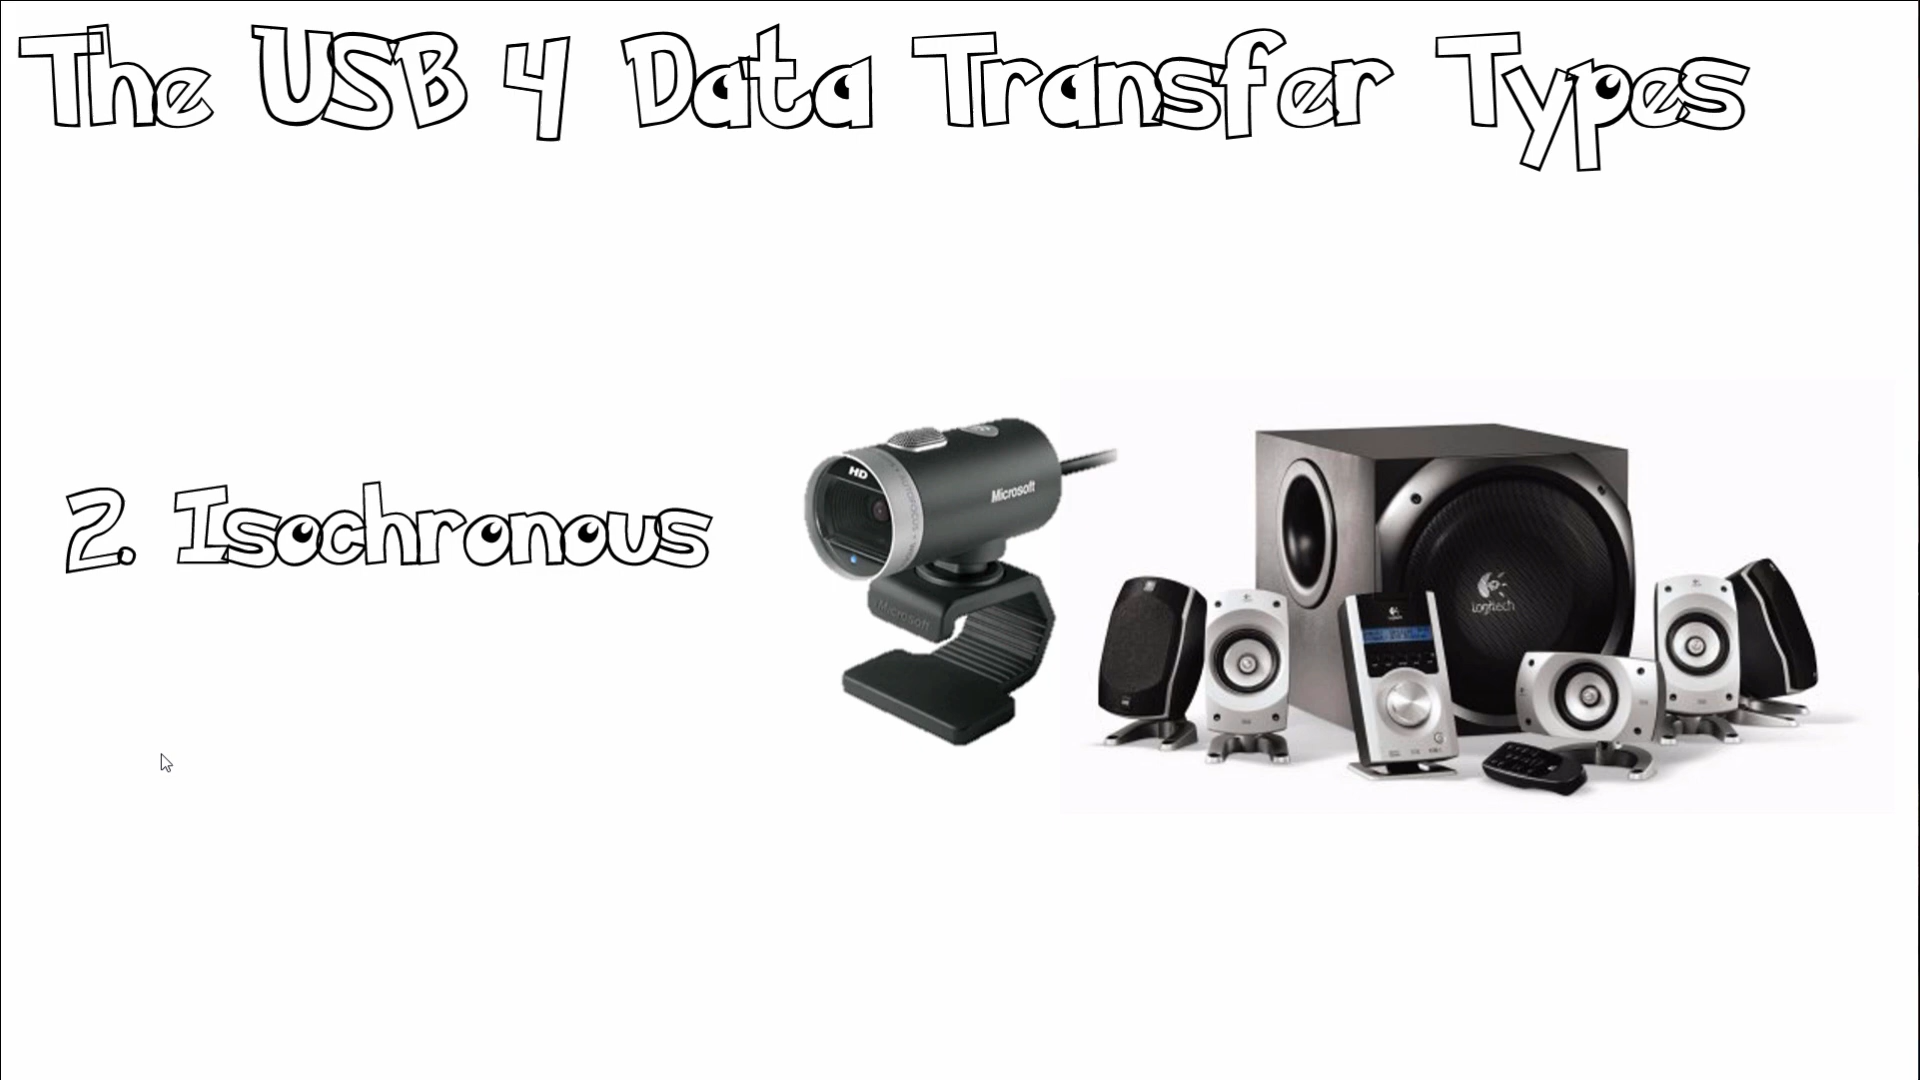 The USB 4 Data Transfer Types
2. Isochronous
HD
Microsoft
Microsoft
Logitech